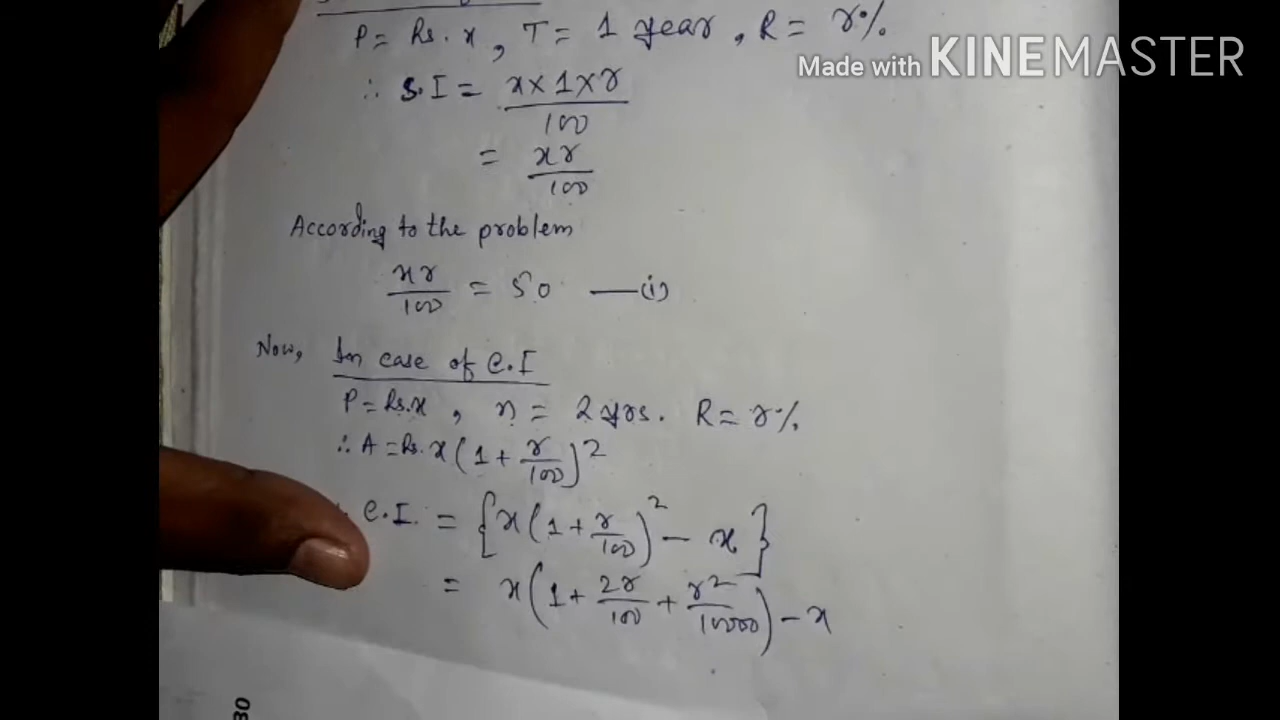 P = Rs. x, T = 1 year, R = r%
Made with KINEMASTER
∴ S.I = x×1×r/100
= xr/100
According to the problem
xr/100 = 50 —(i)
Now, In case of C.I
P = Rs.x, n = 2 yrs. R = r%
∴ A = Rs. x(1 + r/100)²
C.I. = {x(1 + r/100)² − x}
= x(1 + 2r/100 + r²/10000) − x
30